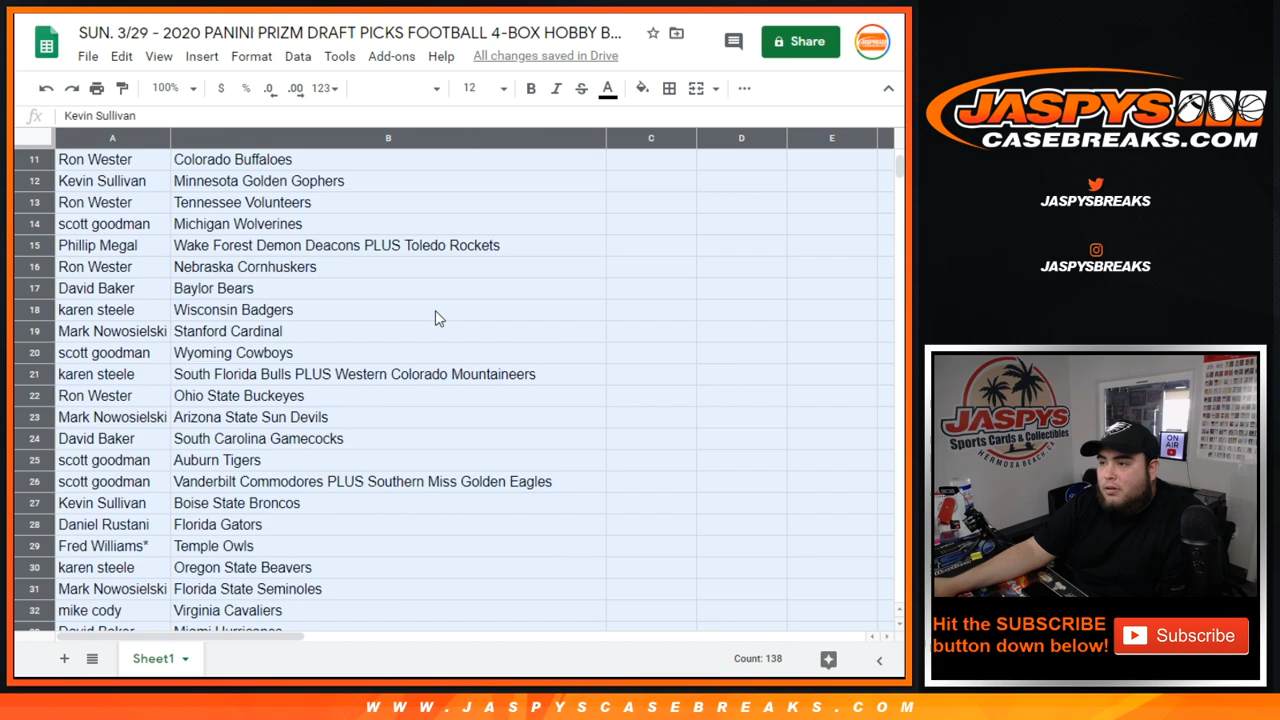 SUN. 3/29 - 2020 PANINI PRIZM DRAFT PICKS FOOTBALL 4-BOX HOBBY B...
Share
File Edit View Insert Format Data Tools Add-ons Help All changes saved in Drive
100% $ % .0 .00 123 12 B I S A
fx Kevin Sullivan
A B C D E
11 Ron Wester Colorado Buffaloes
12 Kevin Sullivan Minnesota Golden Gophers
13 Ron Wester Tennessee Volunteers
14 scott goodman Michigan Wolverines
15 Phillip Megal Wake Forest Demon Deacons PLUS Toledo Rockets
16 Ron Wester Nebraska Cornhuskers
17 David Baker Baylor Bears
18 karen steele Wisconsin Badgers
19 Mark Nowosielski Stanford Cardinal
20 scott goodman Wyoming Cowboys
21 karen steele South Florida Bulls PLUS Western Colorado Mountaineers
22 Ron Wester Ohio State Buckeyes
23 Mark Nowosielski Arizona State Sun Devils
24 David Baker South Carolina Gamecocks
25 scott goodman Auburn Tigers
26 scott goodman Vanderbilt Commodores PLUS Southern Miss Golden Eagles
27 Kevin Sullivan Boise State Broncos
28 Daniel Rustani Florida Gators
29 Fred Williams* Temple Owls
30 karen steele Oregon State Beavers
31 Mark Nowosielski Florida State Seminoles
32 mike cody Virginia Cavaliers
David Baker Miami Hurricanes
Sheet1
Count: 138
JASPYS
CASEBREAKS.COM
JASPYSBREAKS
JASPYSBREAKS
JASPYS
Sports Cards & Collectibles
HERMOSA BEACH, CA
ON AIR
Hit the SUBSCRIBE
button down below!
Subscribe
WWW.JASPYSCASEBREAKS.COM